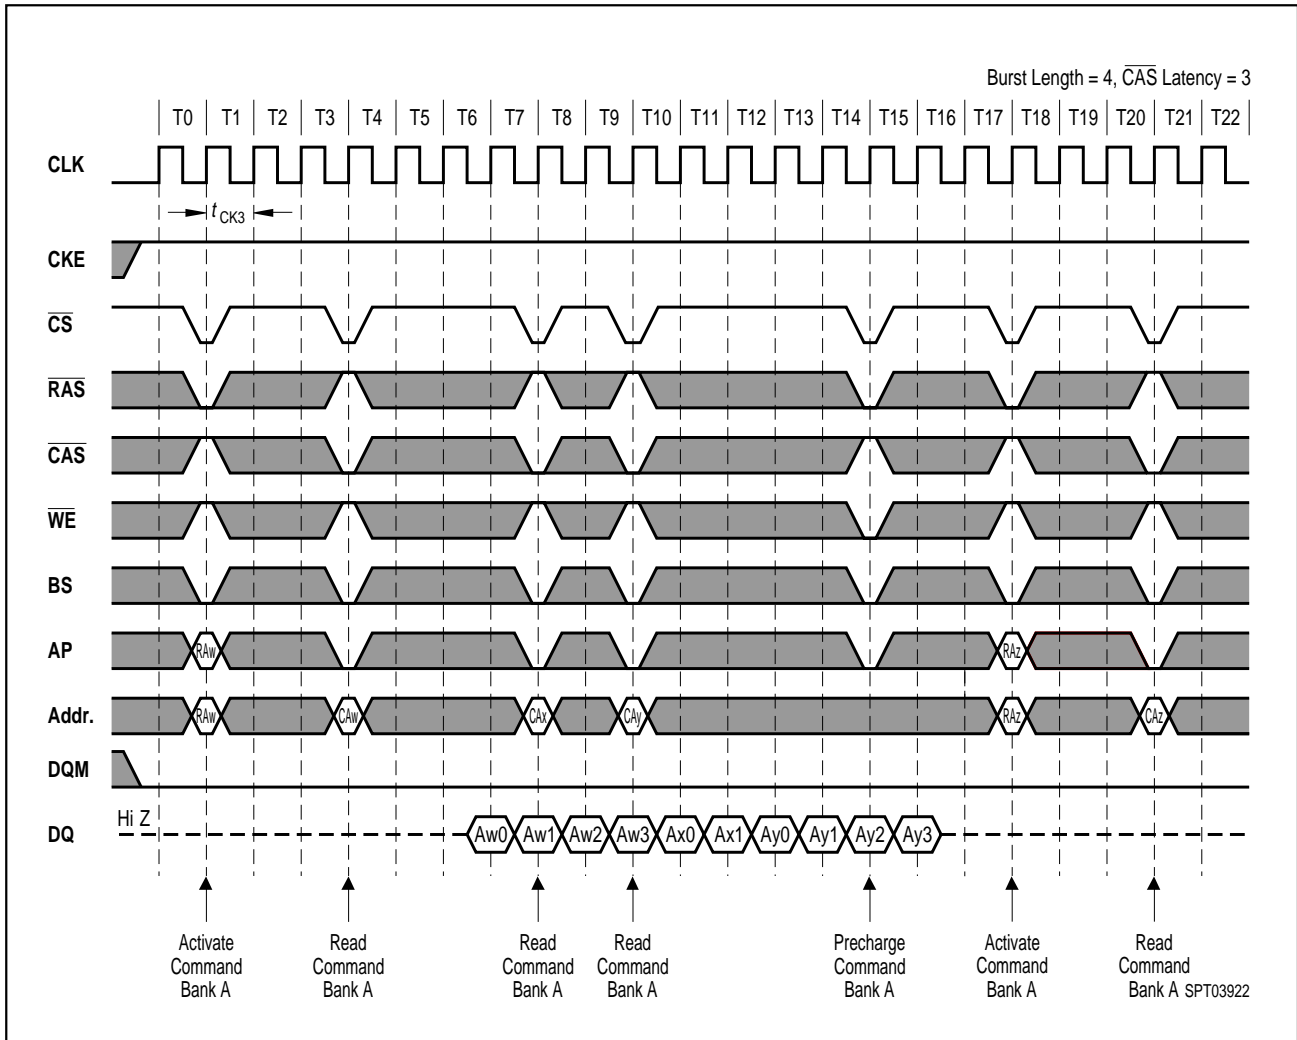 Burst Length = 4, CAS Latency = 3
T0 T1 T2 T3 T4 T5 T6 T7 T8 T9 T10 T11 T12 T13 T14 T15 T16 T17 T18 T19 T20 T21 T22
CLK
t CK3
CKE
CS
RAS
CAS
WE
BS
AP RAw RAz
Addr. RAw CAw CAx CAy RAz CAz
DQM
Hi Z
DQ Aw0 Aw1 Aw2 Aw3 Ax0 Ax1 Ay0 Ay1 Ay2 Ay3
Activate Read Read Read Precharge Activate Read
Command Command Command Command Command Command Command
Bank A Bank A Bank A Bank A Bank A Bank A Bank A SPT03922